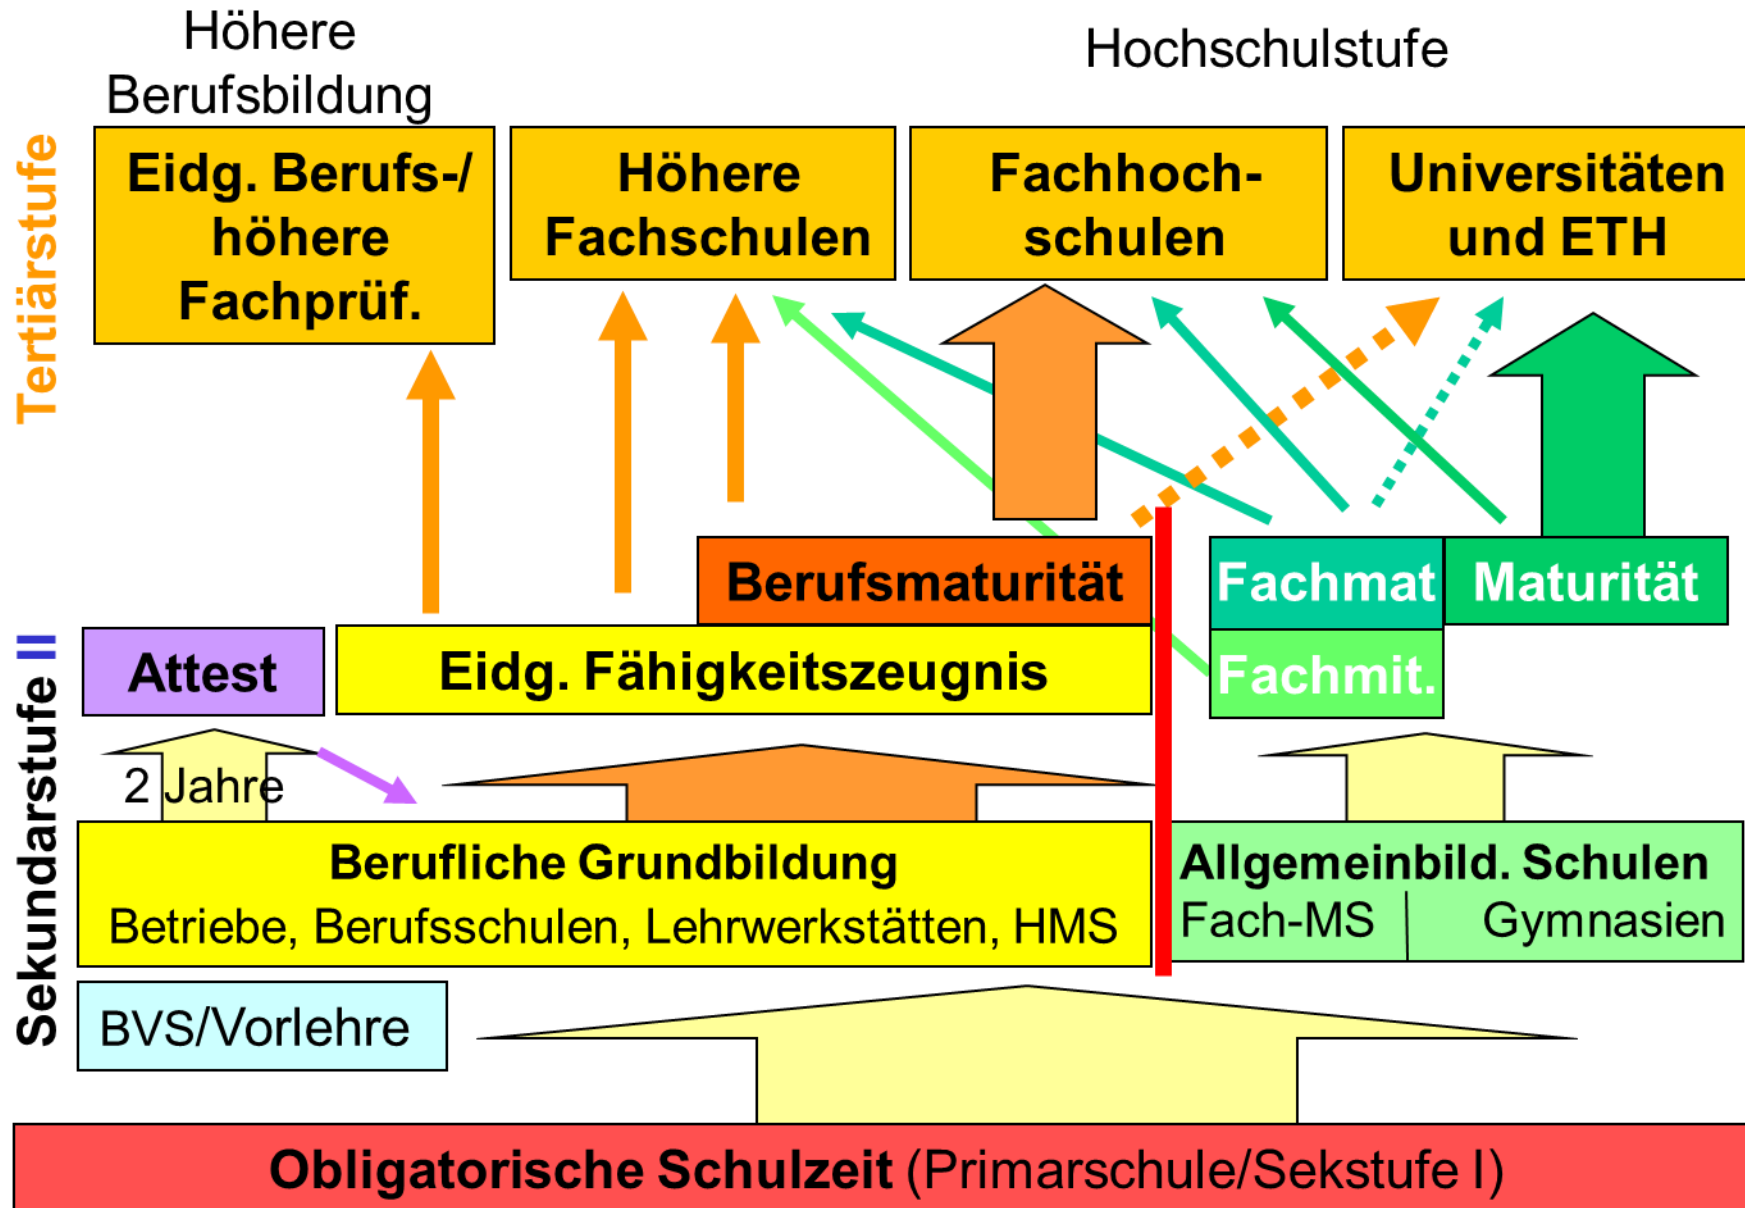 Höhere
Berufsbildung
Hochschulstufe
Tertiärstufe
Eidg. Berufs-/
höhere
Fachprüf.
Höhere
Fachschulen
Fachhoch-
schulen
Universitäten
und ETH
Sekundarstufe II
Berufsmaturität
Fachmat
Maturität
Attest
Eidg. Fähigkeitszeugnis
Fachmit.
2 Jahre
Berufliche Grundbildung
Betriebe, Berufsschulen, Lehrwerkstätten, HMS
Allgemeinbild. Schulen
Fach-MS
Gymnasien
BVS/Vorlehre
Obligatorische Schulzeit (Primarschule/Sekstufe I)